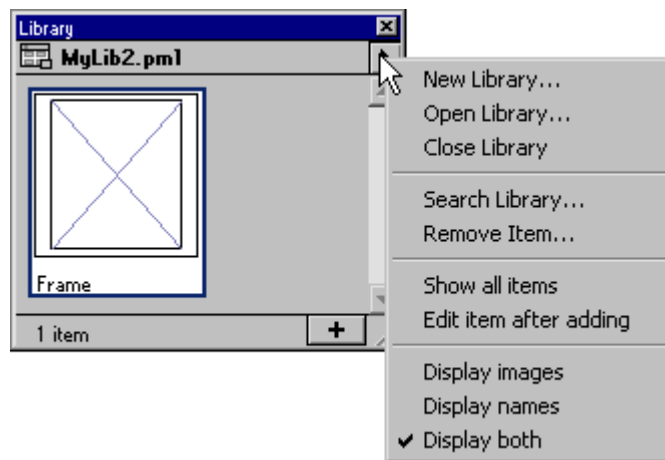 Library
MyLib2.pml
Frame
1 item
New Library...
Open Library...
Close Library
Search Library...
Remove Item...
Show all items
Edit item after adding
Display images
Display names
Display both